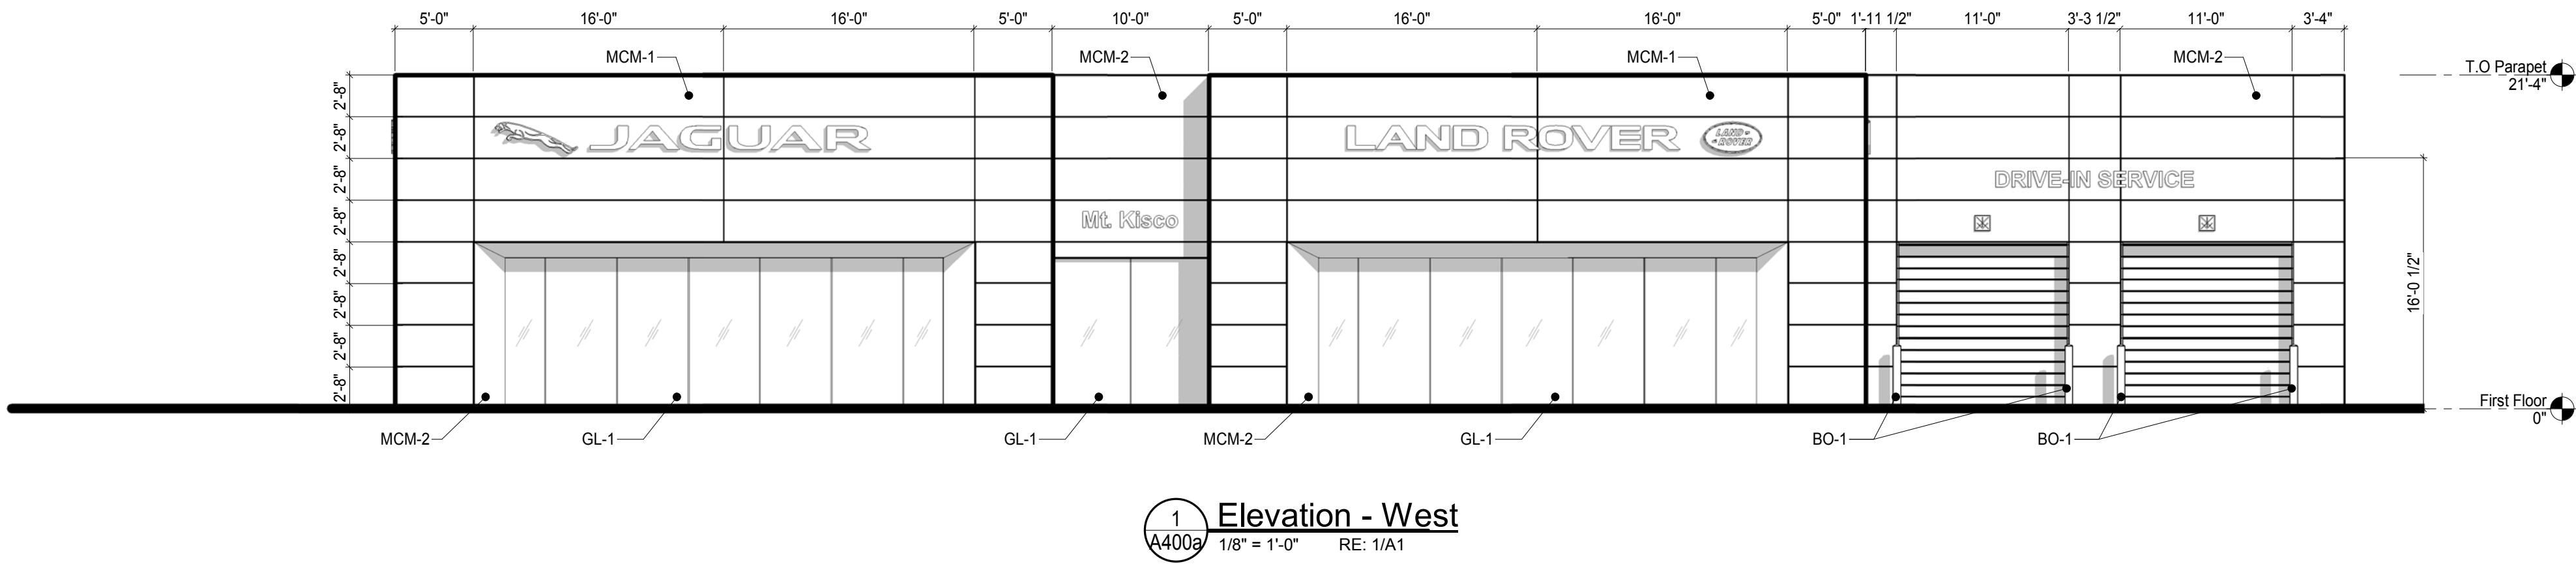 5'-0" 16'-0" 16'-0" 5'-0" 10'-0" 5'-0" 16'-0" 16'-0" 5'-0" 1'-11 1/2" 11'-0" 3'-3 1/2" 11'-0" 3'-4"
MCM-1 MCM-2 MCM-1 MCM-2
T.O Parapet
21'-4"
2'-8"
2'-8"
2'-8"
2'-8"
2'-8"
2'-8"
2'-8"
2'-8"
JAGUAR LAND ROVER
LAND
ROVER
DRIVE-IN SERVICE
Mt. Kisco
16'-0 1/2"
First Floor
0"
MCM-2 GL-1 GL-1 MCM-2 GL-1 BO-1 BO-1
1
A400a
Elevation - West
1/8" = 1'-0" RE: 1/A1